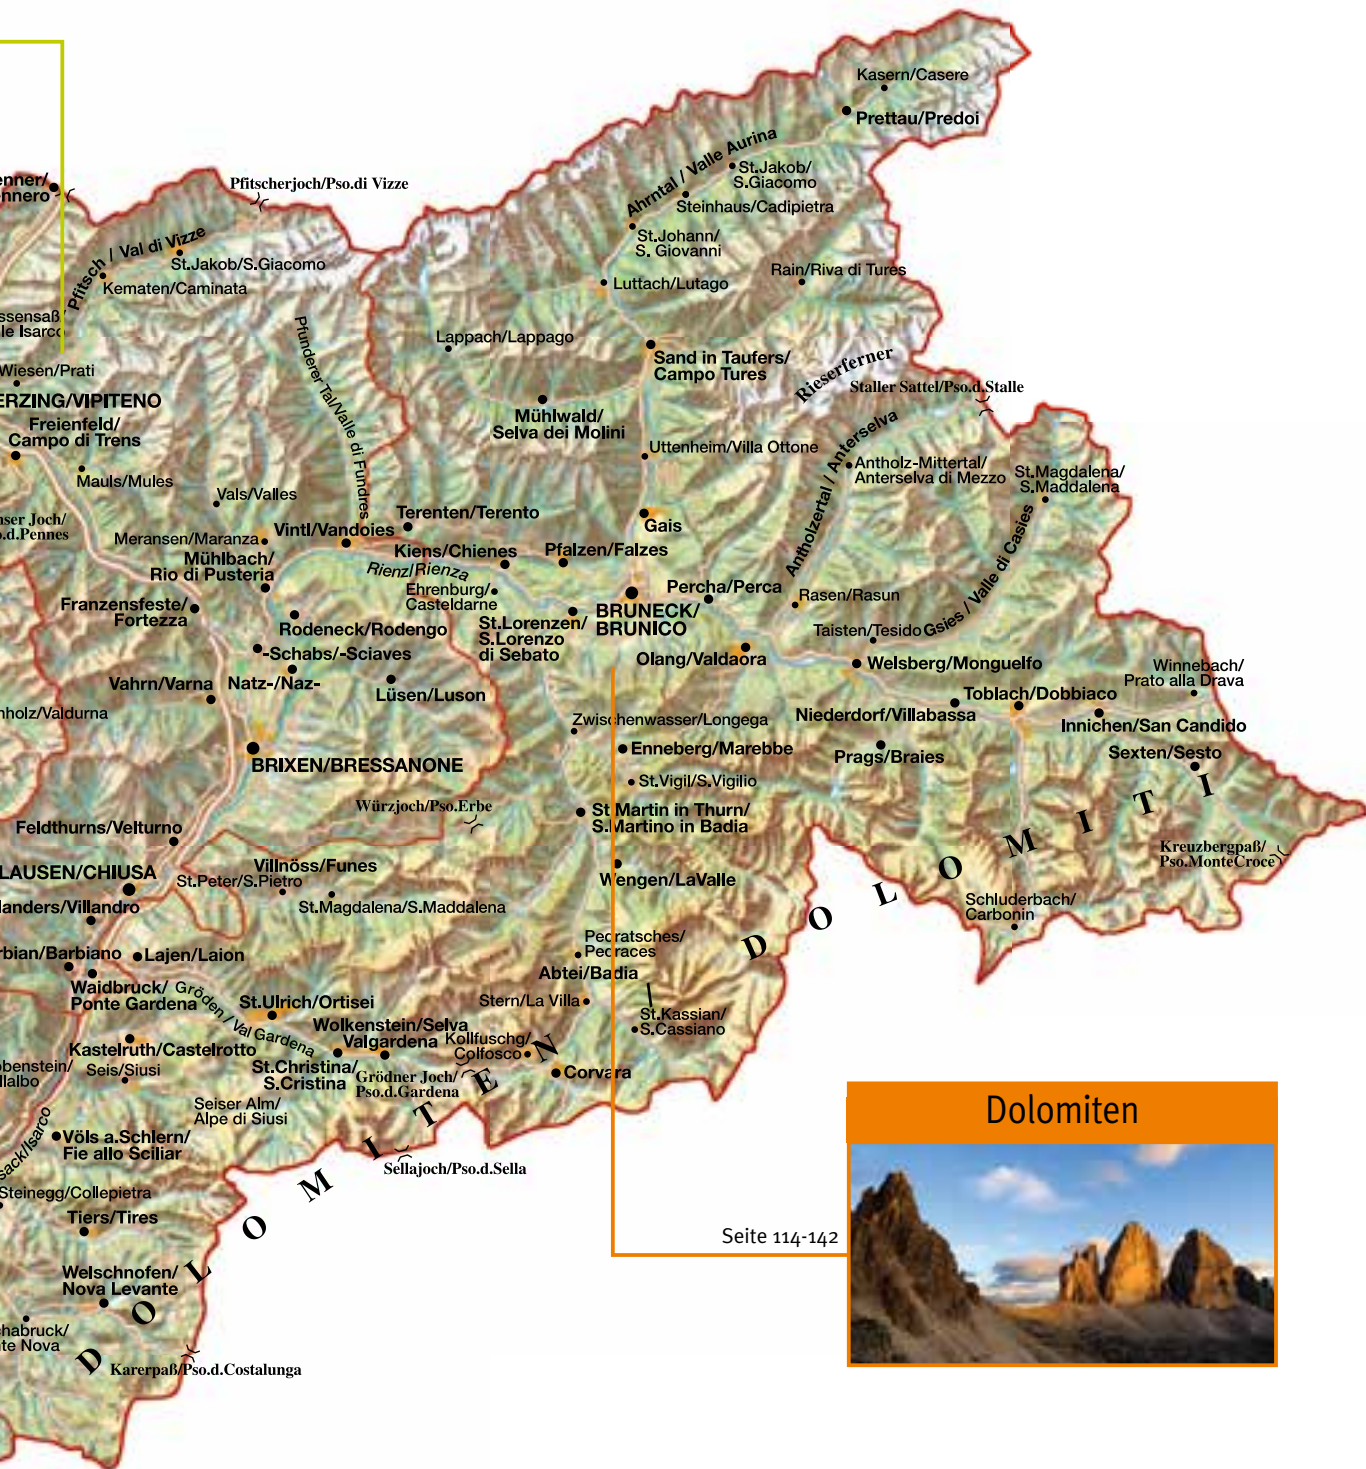 Kasern/Casere
Prettau/Predoi
Ahrntal / Valle Aurina
St.Jakob/
S.Giacomo
Steinhaus/Cadipietra
Pfitscherjoch/Pso.di Vizze
St.Johann/
S. Giovanni
Pfitsch / Val di Vizze
St.Jakob/S.Giacomo
Kematen/Caminata
Luttach/Lutago
Rain/Riva di Tures
Lappach/Lappago
Pfunderer Tal/Valle di Fundres
Sand in Taufers/
Campo Tures
Rieserferner
Staller Sattel/Pso.d.Stalle
Wiesen/Prati
ERZING/VIPITENO
Freienfeld/
Campo di Trens
Mühlwald/
Selva dei Molini
Uttenheim/Villa Ottone
Antholzertal / Anterselva
Antholz-Mittertal/
Anterselva di Mezzo
St.Magdalena/
S.Maddalena
Mauls/Mules
Vals/Valles
Terenten/Terento
Gais
Meransen/Maranza
Vintl/Vandoies
Kiens/Chienes
Pfalzen/Falzes
Mühlbach/
Rio di Pusteria
Rienz/Rienza
Ehrenburg/
Casteldarne
Percha/Perca
Rasen/Rasun
Gsies / Valle di Casies
Franzensfeste/
Fortezza
BRUNECK/
BRUNICO
Rodeneck/Rodengo
St.Lorenzen/
S.Lorenzo
di Sebato
Taisten/Tesido
-Schabs/-Sciaves
Olang/Valdaora
Welsberg/Monguelfo
Winnebach/
Prato alla Drava
Vahrn/Varna
Natz-/Naz-
Lüsen/Luson
Toblach/Dobbiaco
Niederdorf/Villabassa
Innichen/San Candido
Zwischenwasser/Longega
Enneberg/Marebbe
Prags/Braies
Sexten/Sesto
BRIXEN/BRESSANONE
St.Vigil/S.Vigilio
Würzjoch/Pso.Erbe
St.Martin in Thurn/
S.Martino in Badia
Feldthurns/Velturno
Kreuzbergpaß/
Pso.MonteCroce
LAUSEN/CHIUSA
Villnöss/Funes
St.Peter/S.Pietro
St.Magdalena/S.Maddalena
Wengen/LaValle
Schluderbach/
Carbonin
DOLOMITI
landers/Villandro
rbian/Barbiano
Lajen/Laion
Pedratsches/
Pedraces
Abtei/Badia
Waidbruck/
Ponte Gardena
Gröden / Val Gardena
St.Ulrich/Ortisei
Stern/La Villa
St.Kassian/
S.Cassiano
Wolkenstein/Selva
Valgardena
Kollfuschg/
Colfosco
Kastelruth/Castelrotto
Seis/Siusi
St.Christina/
S.Cristina
Grödner Joch/
Pso.d.Gardena
Corvara
Seiser Alm/
Alpe di Siusi
Völs a.Schlern/
Fie allo Sciliar
Sellajoch/Pso.d.Sella
Steinegg/Collepietra
Tiers/Tires
Welschnofen/
Nova Levante
DOLOMITEN
Karerpaß/Pso.d.Costalunga
Dolomiten
Seite 114-142